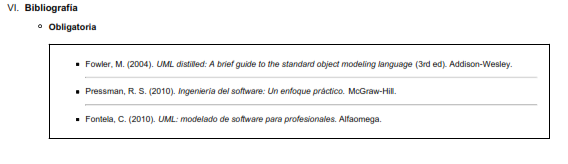 VI. Bibliografía
Obligatoria
Fowler, M. (2004). UML distilled: A brief guide to the standard object modeling language (3rd ed). Addison-Wesley.
Pressman, R. S. (2010). Ingeniería del software: Un enfoque práctico. McGraw-Hill.
Fontela, C. (2010). UML: modelado de software para profesionales. Alfaomega.